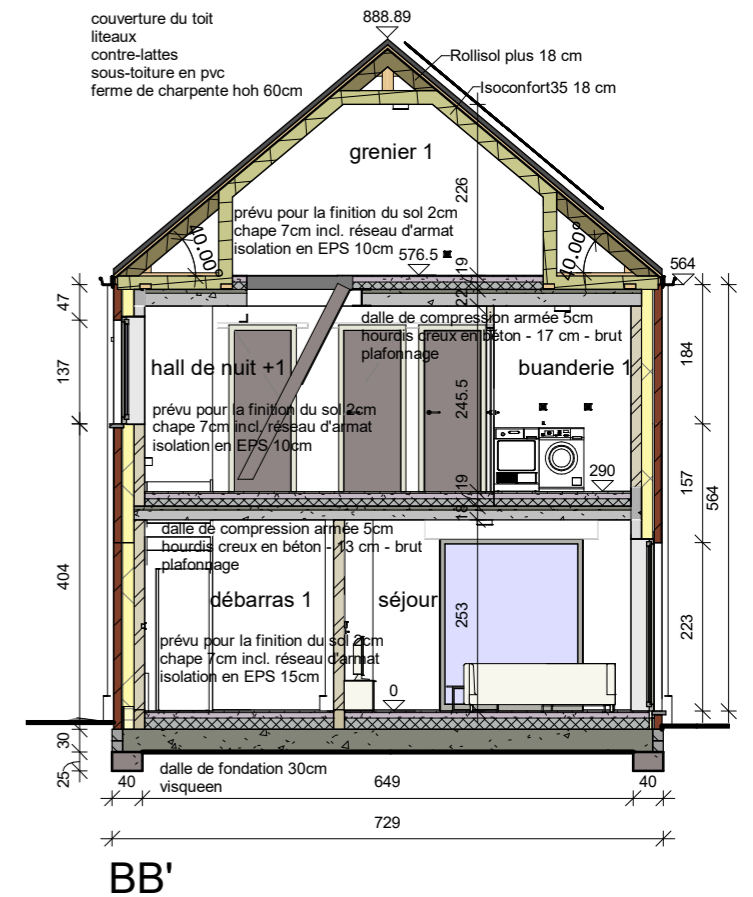 couverture du toit
liteaux
contre-lattes
sous-toiture en pvc
ferme de charpente hoh 60cm
888.89
Rollisol plus 18 cm
Isoconfort35 18 cm
grenier 1
226
prévu pour la finition du sol 2cm
chape 7cm incl. réseau d'armat
isolation en EPS 10cm
40.00°
40.00°
576.5
19
564
47
22
dalle de compression armée 5cm
hourdis creux en béton - 17 cm - brut
plafonnage
137
hall de nuit +1
buanderie 1
184
245.5
prévu pour la finition du sol 2cm
chape 7cm incl. réseau d'armat
isolation en EPS 10cm
290
19
157
564
18
dalle de compression armée 5cm
hourdis creux en béton - 13 cm - brut
plafonnage
404
débarras 1
séjour
253
223
prévu pour la finition du sol 2cm
chape 7cm incl. réseau d'armat
isolation en EPS 15cm
0
30
25
dalle de fondation 30cm
visqueen
40
649
40
729
BB'